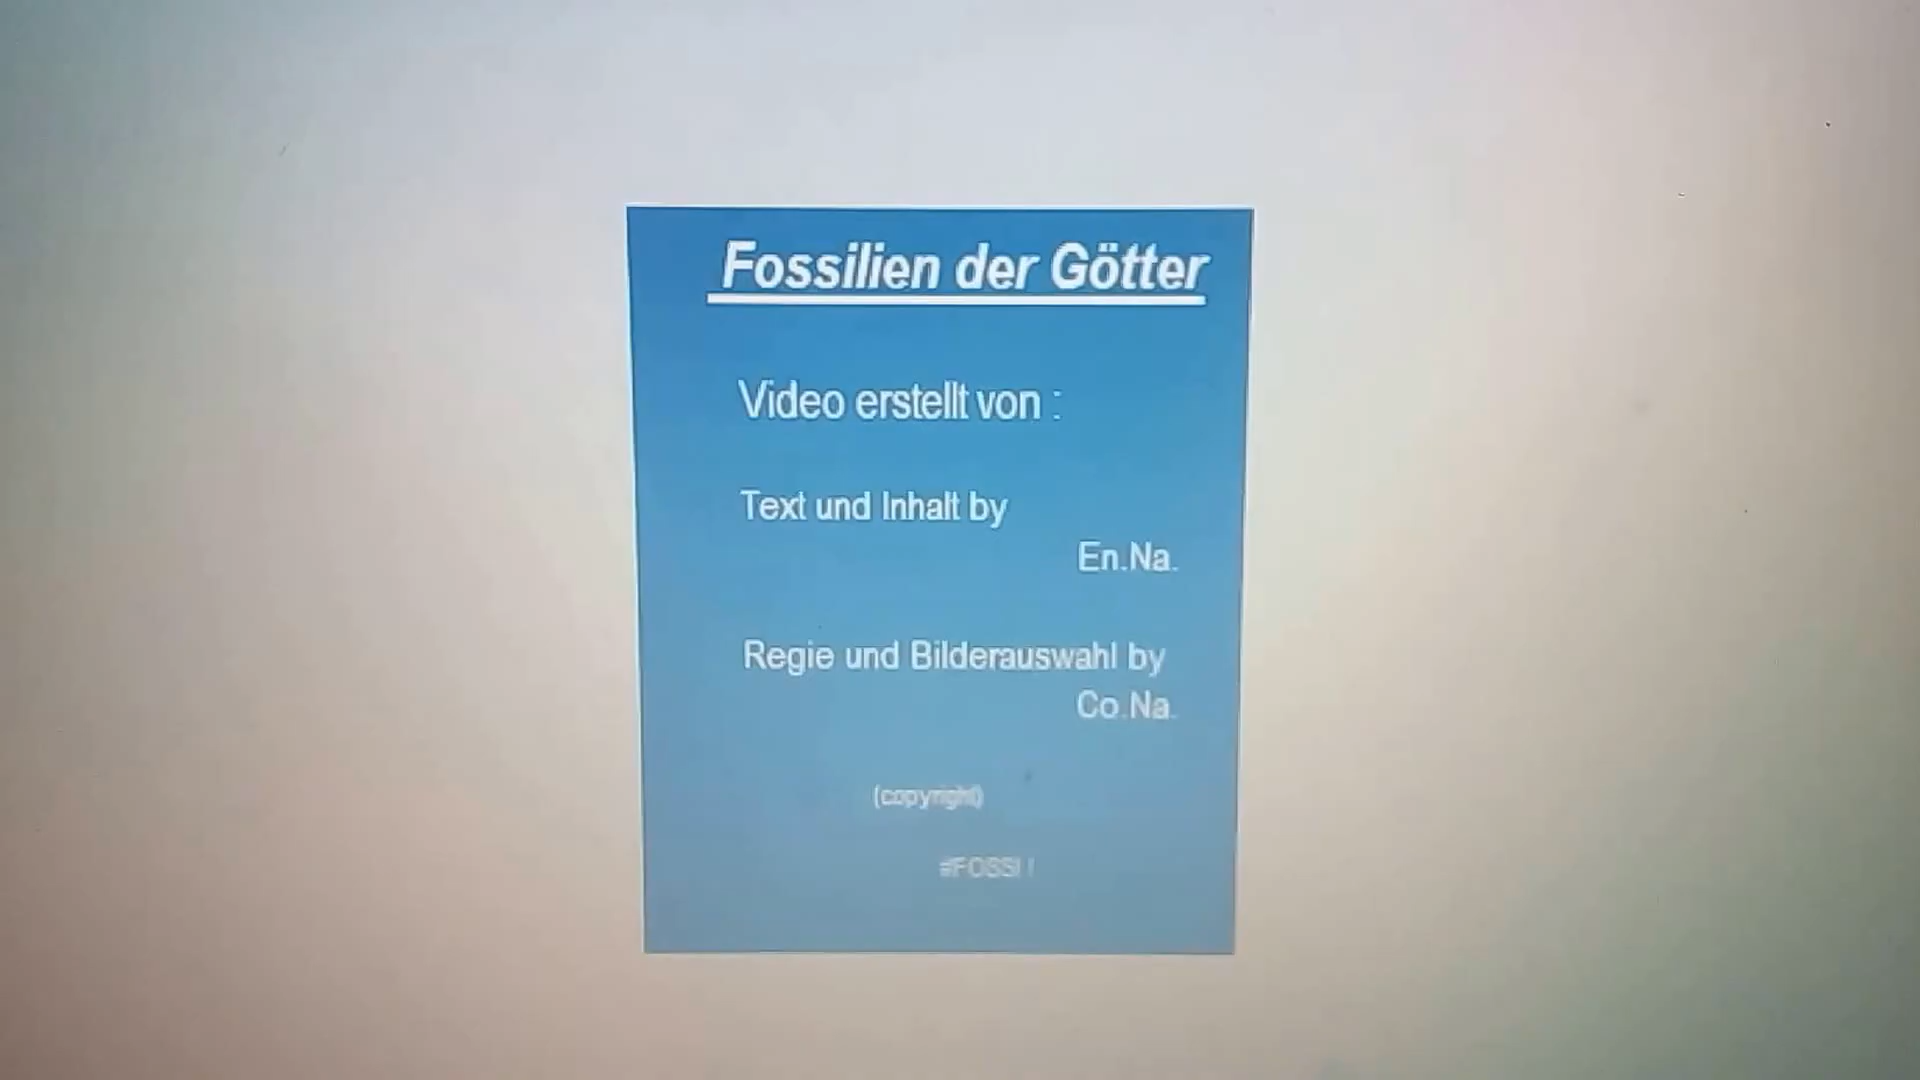 Fossilien der Götter
Video erstellt von :
Text und Inhalt by
En.Na.
Regie und Bilderauswahl by
Co.Na.
(copyright)
#FOSSI !